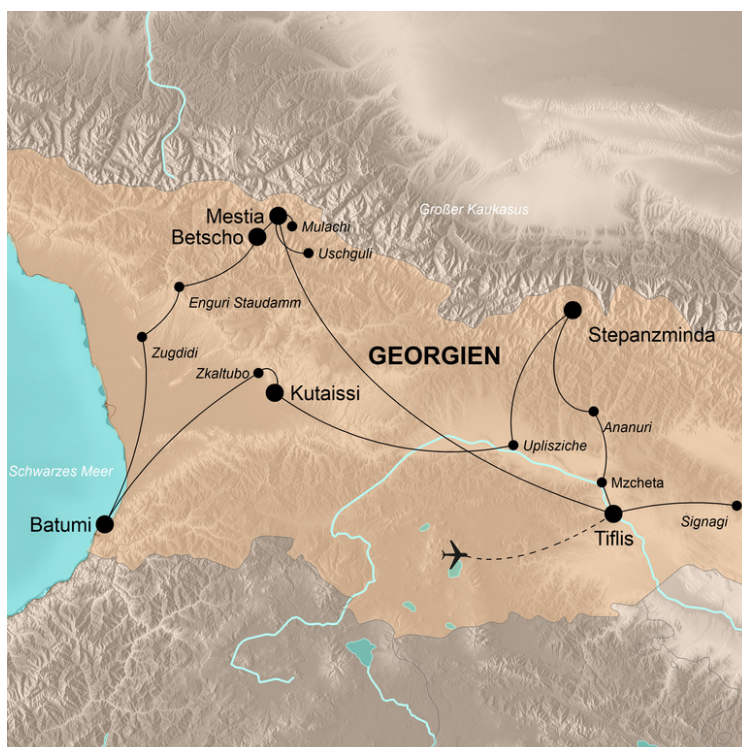 Großer Kaukasus
Mestia
Mulachi
Betscho
Uschguli
Enguri Staudamm
Stepanzminda
Zugdidi
GEORGIEN
Zkaltubo
Kutaissi
Ananuri
Uplisziche
Schwarzes Meer
Mzcheta
Batumi
Signagi
Tiflis